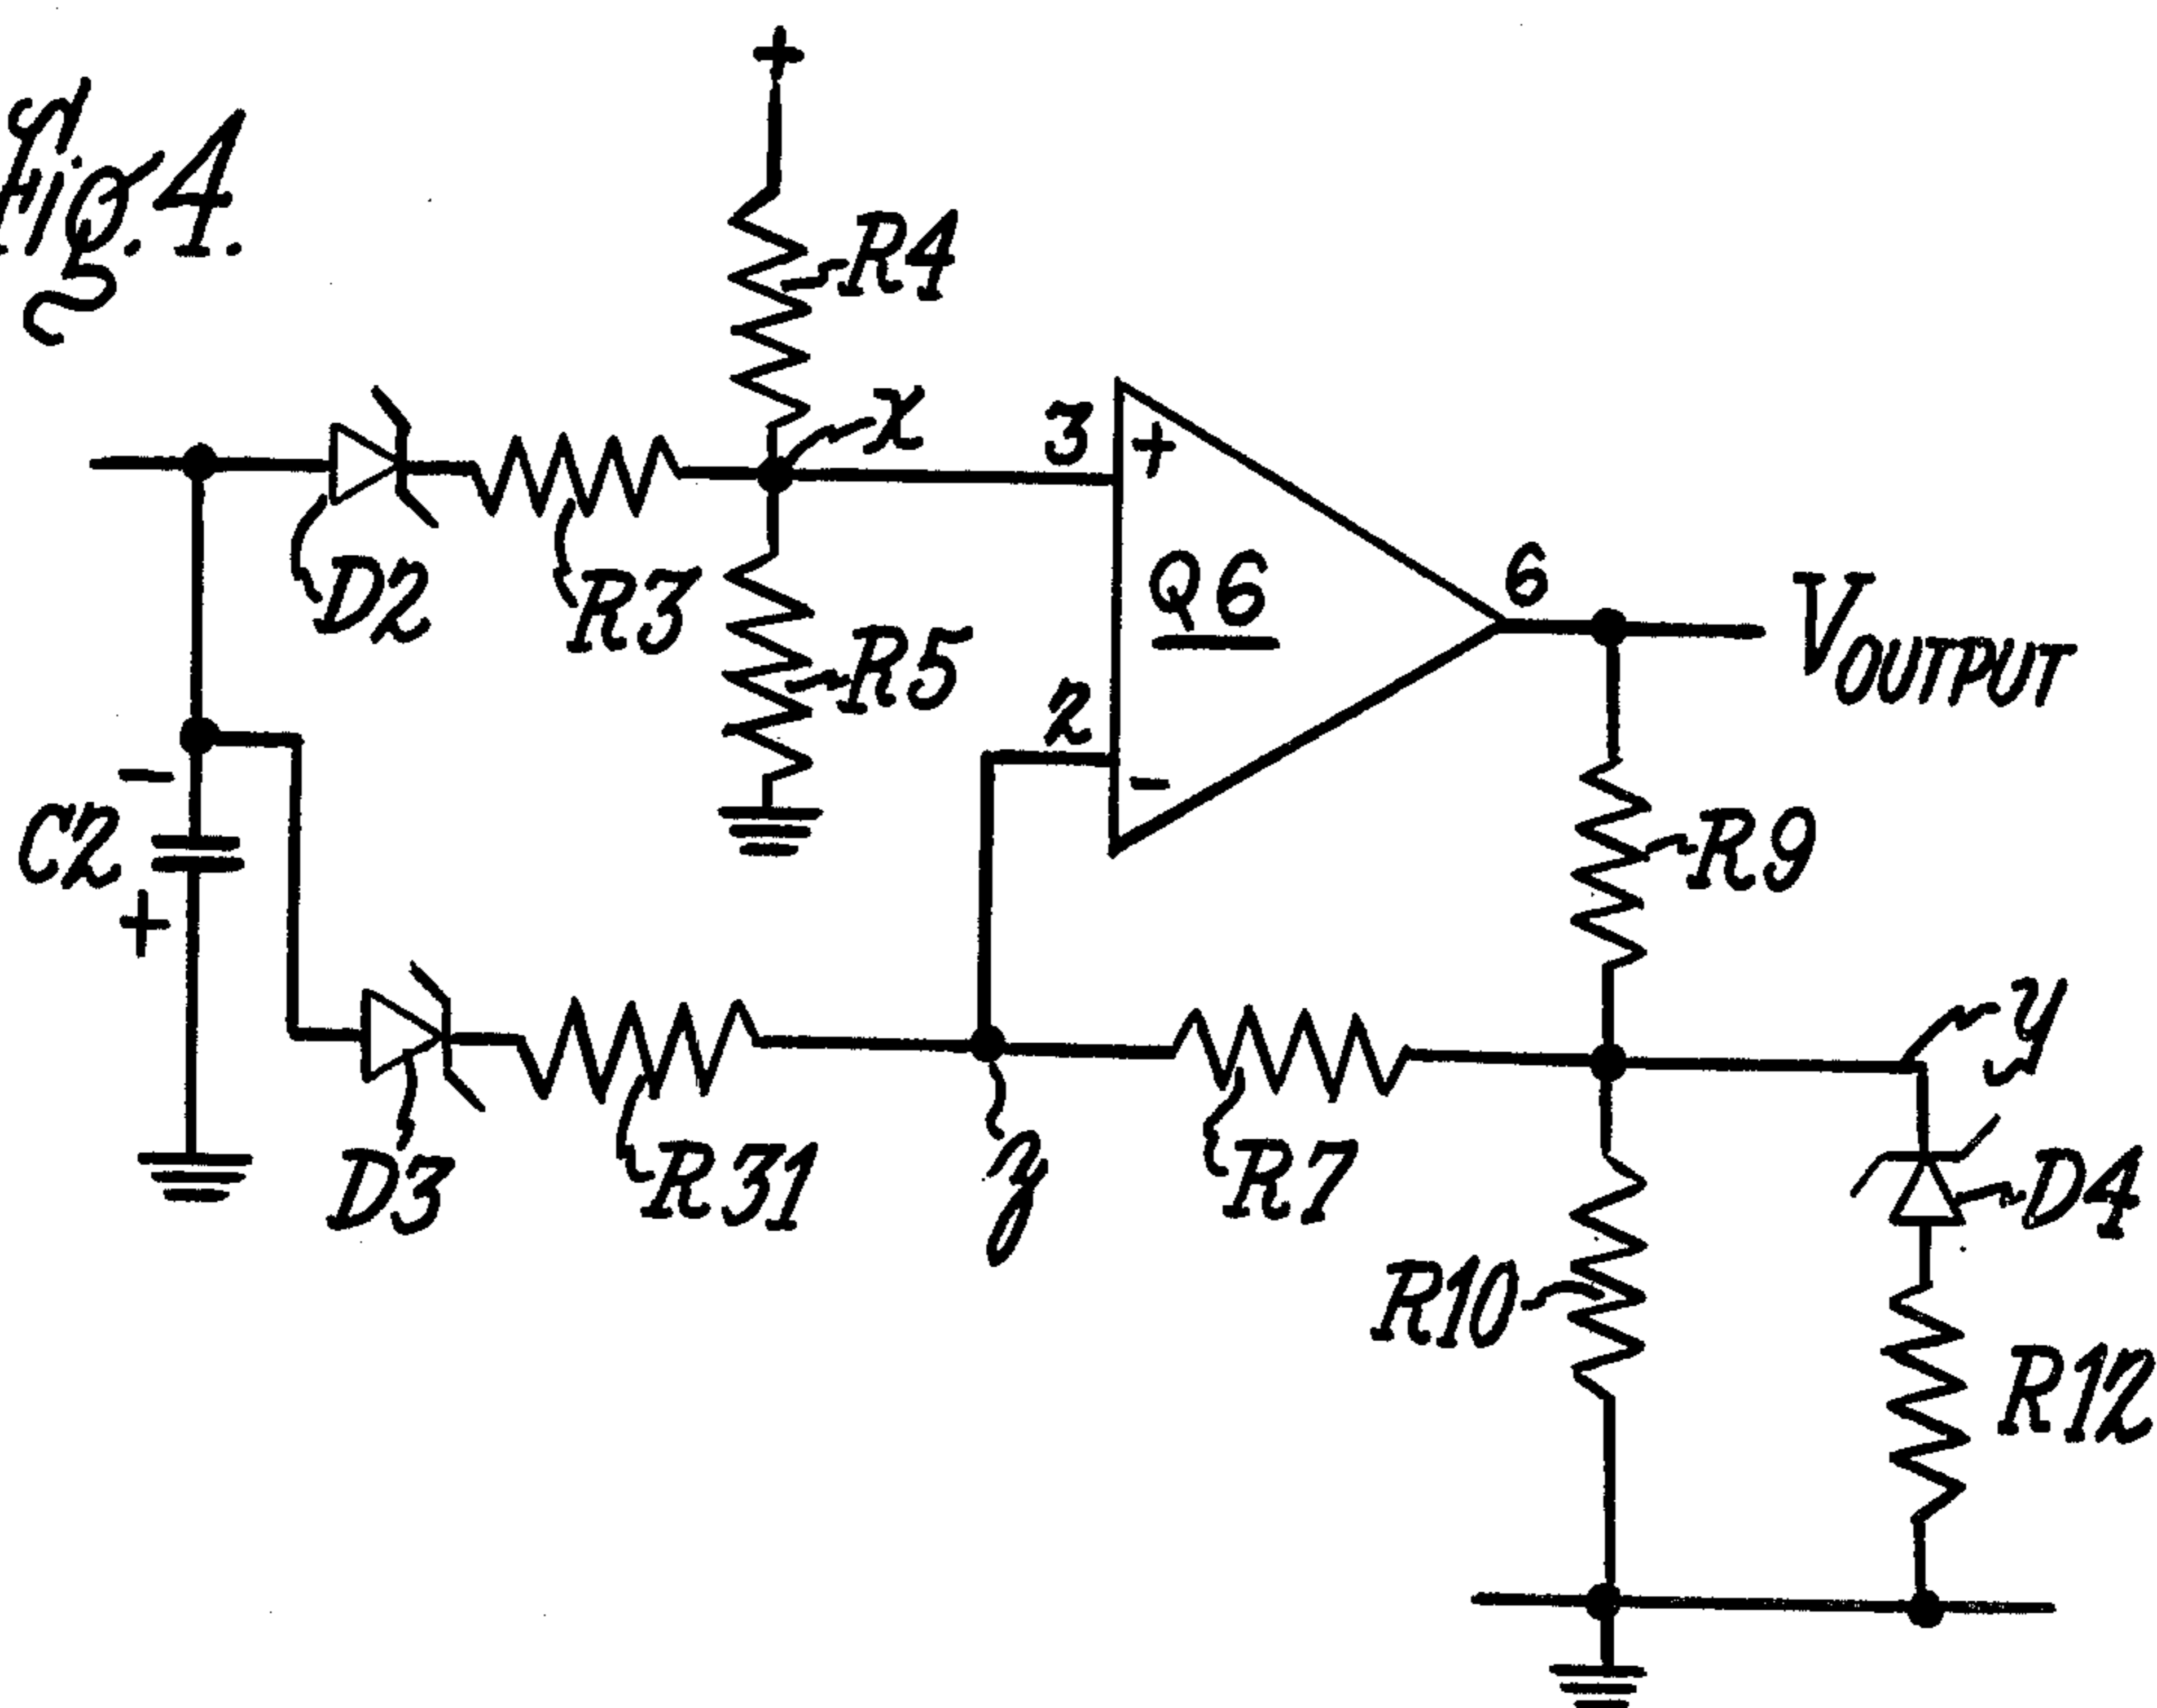 Fig. 4.
+
R4
x
3
+
D2
R3
Q6
6
VOUTPUT
R5
2
-
-
C2
+
R9
y
D3
R31
z
R7
D4
R10
R12